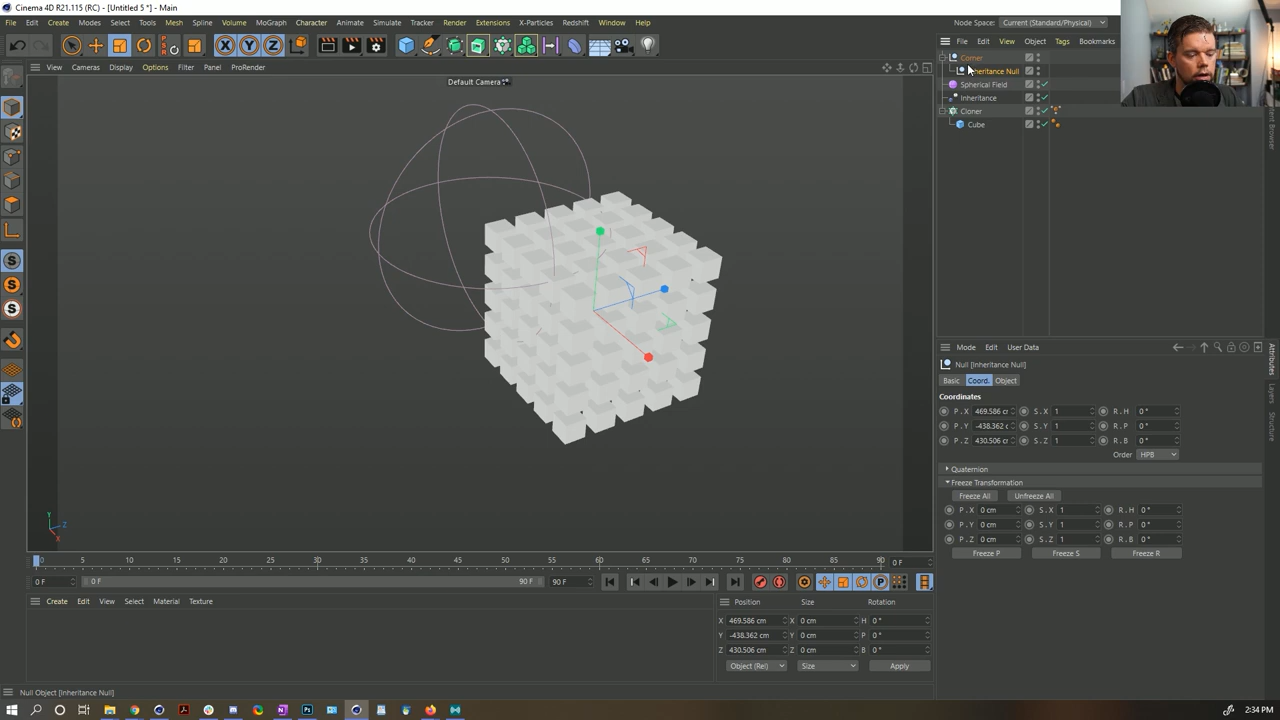 Cinema 4D R21.115 (RC) - [Untitled 5 *] - Main
File Edit Create Modes Select Tools Mesh Spline Volume MoGraph Character Animate Simulate Tracker Render Extensions X-Particles Redshift Window Help
Node Space: Current (Standard/Physical)
File Edit View Object Tags Bookmarks
View Cameras Display Options Filter Panel ProRender
Default Camera
Corner
Inheritance Null
Spherical Field
Inheritance
Cloner
Cube
Content Browser
Mode Edit User Data
Null [Inheritance Null]
Basic Coord. Object
Coordinates
P . X 469.586 c S . X 1 R . H 0 °
P . Y -438.362 c S . Y 1 R . P 0 °
P . Z 430.506 c S . Z 1 R . B 0 °
Order HPB
Quaternion
Freeze Transformation
Freeze All Unfreeze All
P . X 0 cm S . X 1 R . H 0 °
P . Y 0 cm S . Y 1 R . P 0 °
P . Z 0 cm S . Z 1 R . B 0 °
Freeze P Freeze S Freeze R
Attributes
Layers
Structure
Y
Z
X
0 5 10 15 20 25 30 35 40 45 50 55 60 65 70 75 80 85 90 0 F
0 F 0 F 90 F 90 F
Create Edit View Select Material Texture
Position Size Rotation
X 469.586 cm X 0 cm H 0 °
Y -438.362 cm Y 0 cm P 0 °
Z 430.506 cm Z 0 cm B 0 °
Object (Rel) Size Apply
Null Object [Inheritance Null]
2:34 PM